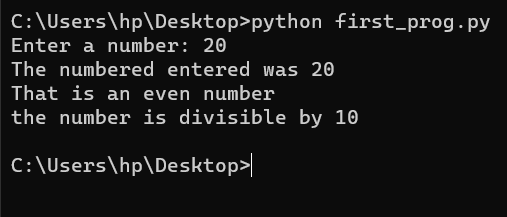 C:\Users\hp\Desktop>python first_prog.py
Enter a number: 20
The numbered entered was 20
That is an even number
the number is divisible by 10
C:\Users\hp\Desktop>